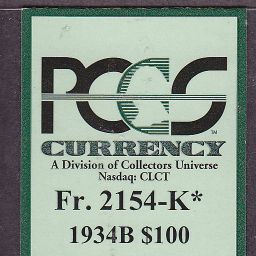 PCGS
TM
CURRENCY
A Division of Collectors Universe
Nasdaq: CLCT
Fr. 2154-K*
1934B $100